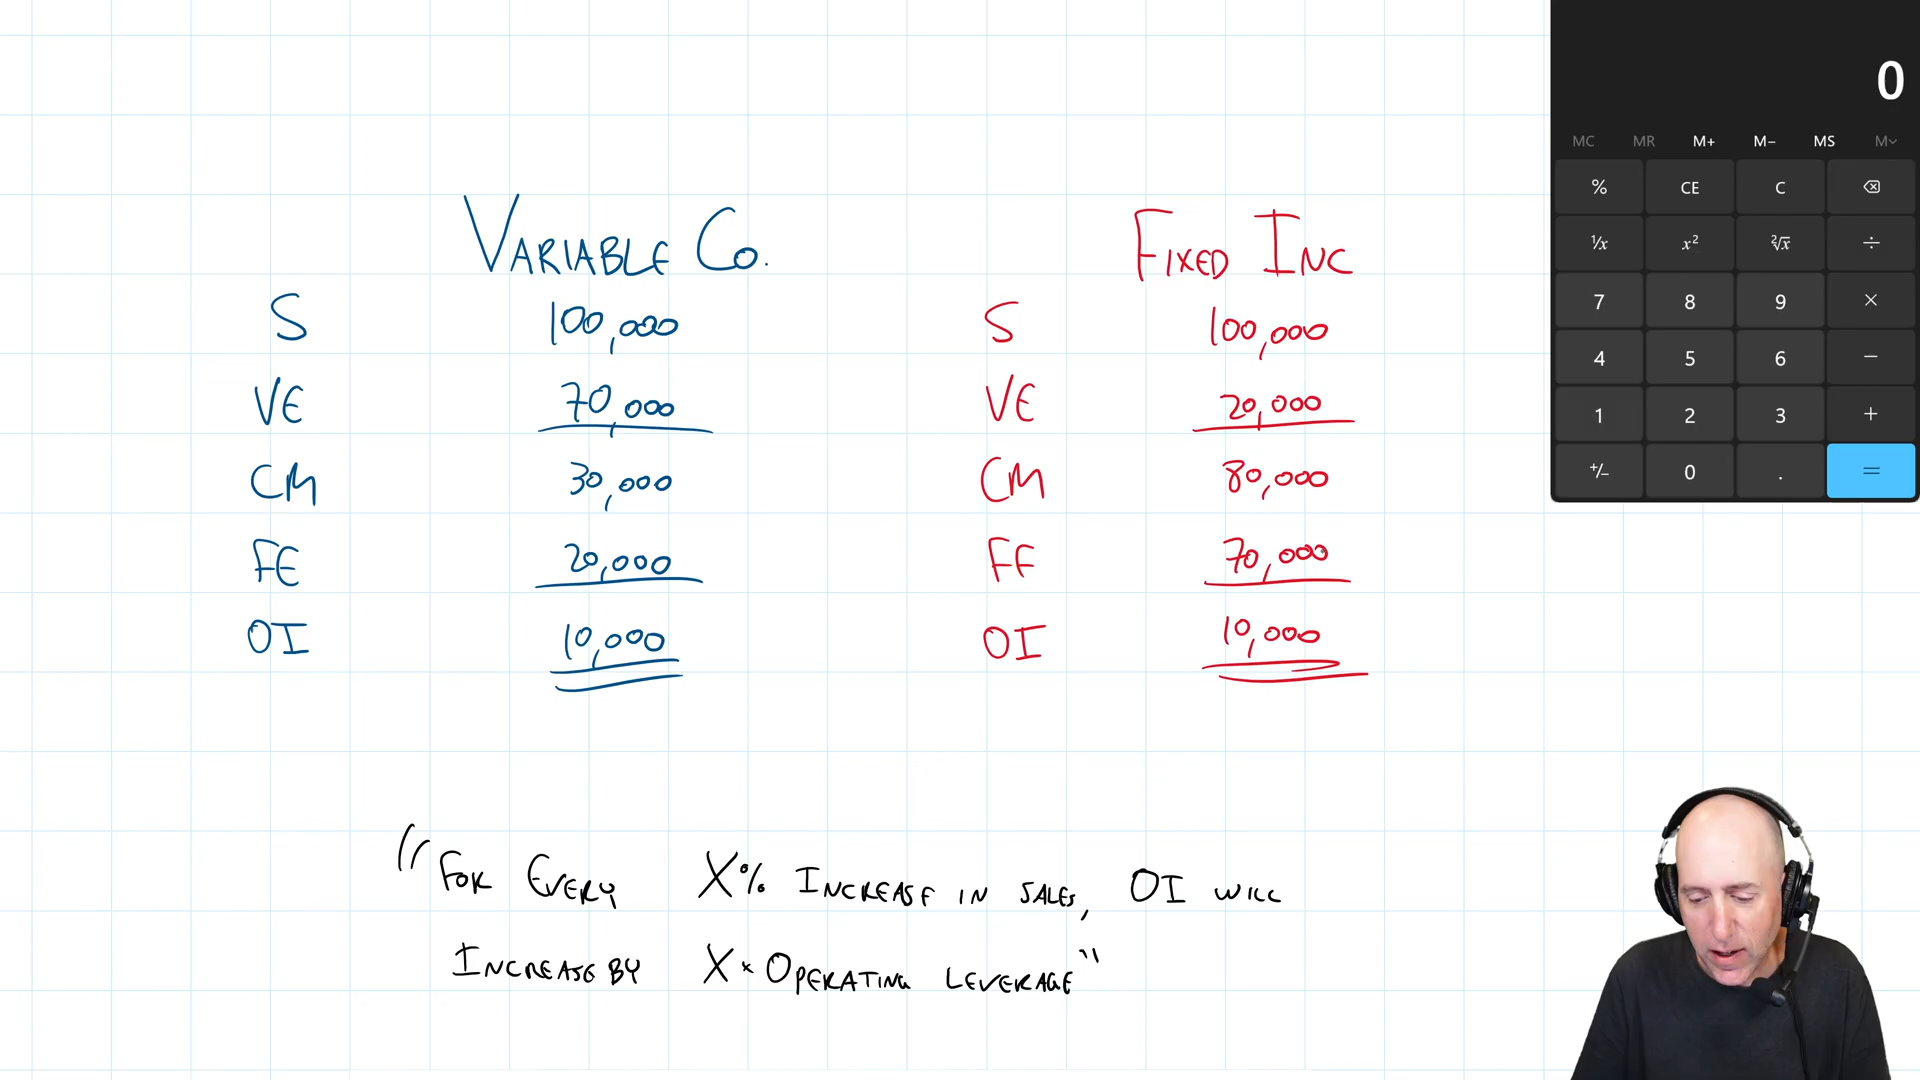 VARIABLE CO.
S 100,000
VE 70,000
CM 30,000
FE 20,000
OI 10,000
FIXED INC
S 100,000
VE 20,000
CM 80,000
FE 70,000
OI 10,000
"FOR EVERY X% INCREASE IN SALES, OI WILL
INCREASE BY X * OPERATING LEVERAGE"
0
MC MR M+ M− MS M˅
% CE C
1/x x² ²√x ÷
7 8 9 ×
4 5 6 −
1 2 3 +
+/− 0 . =